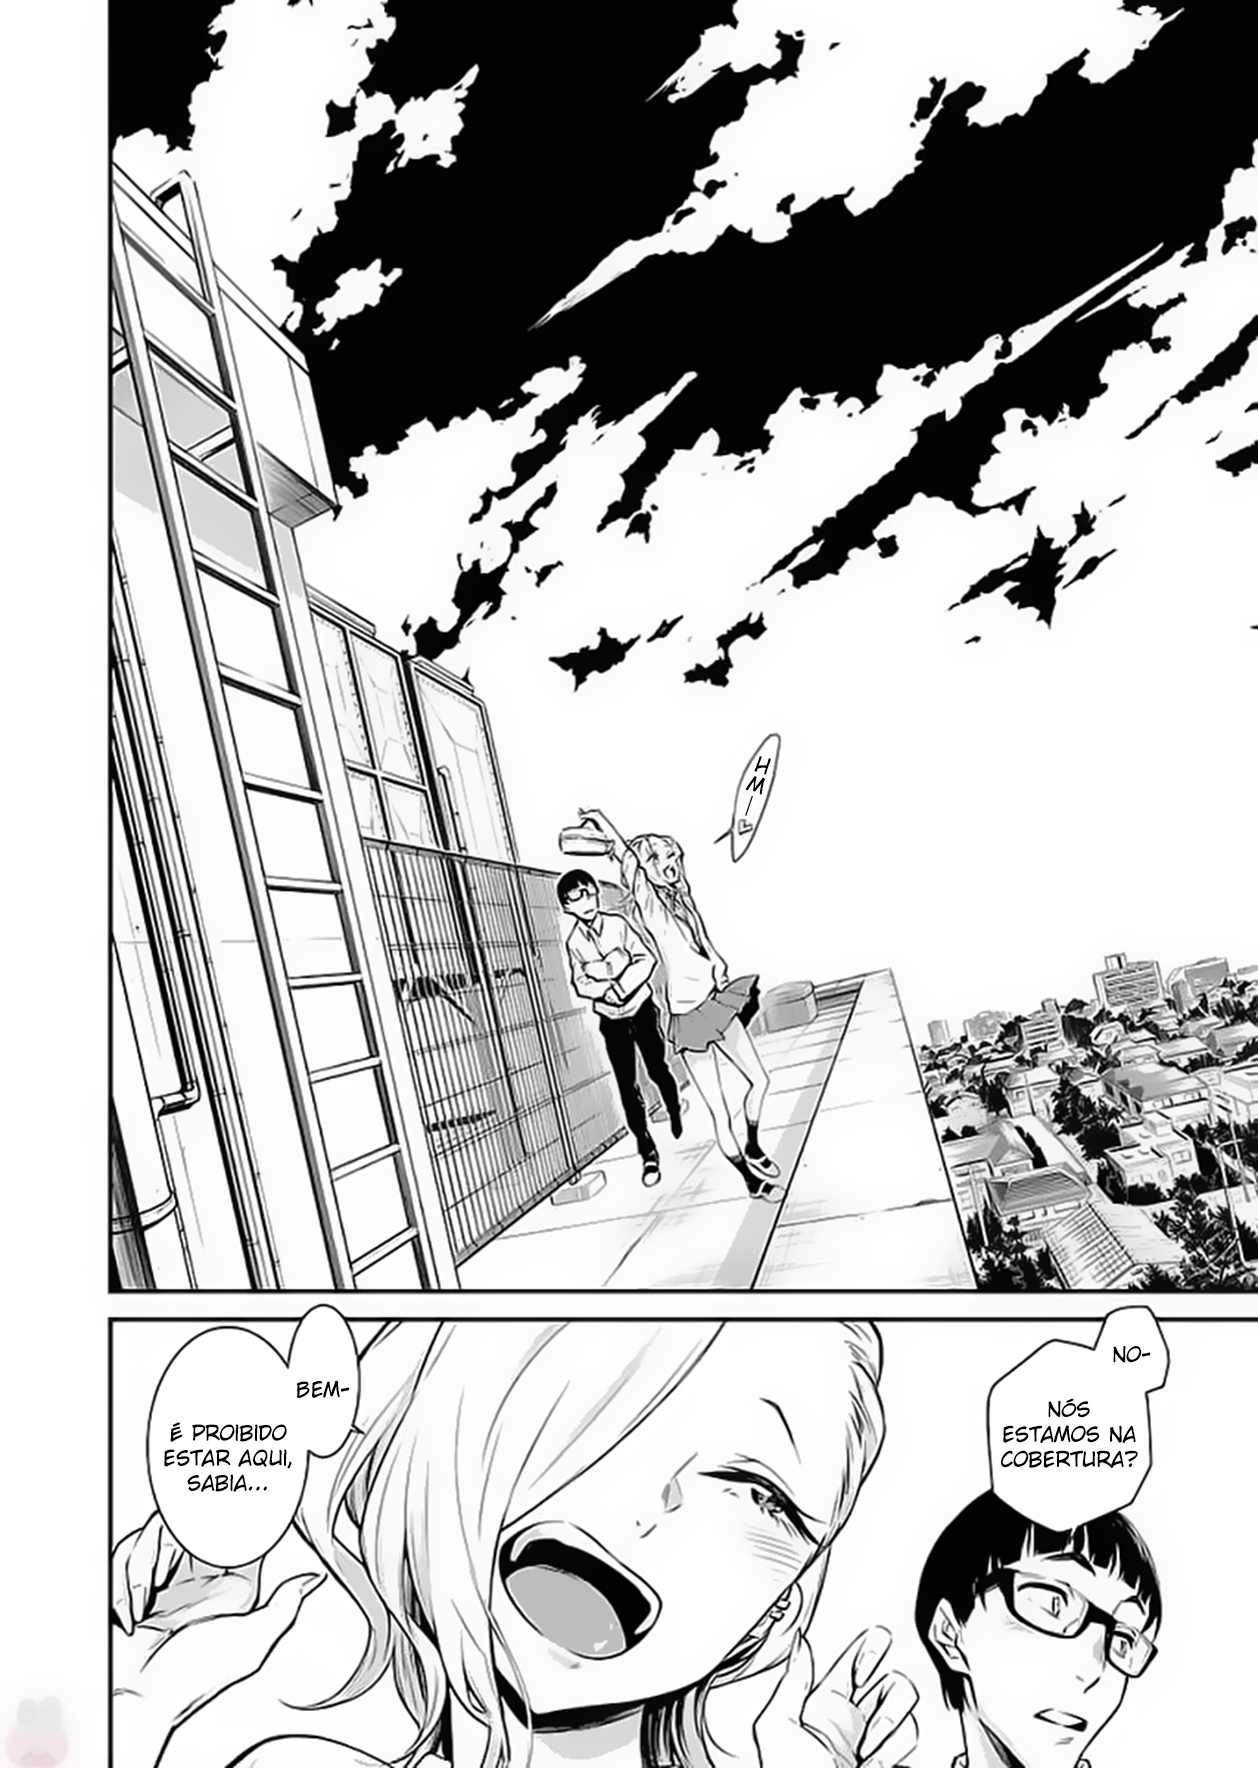 HM—
NO-
NÓS
ESTAMOS NA
COBERTURA?
BEM-
É PROIBIDO
ESTAR AQUI,
SABIA...